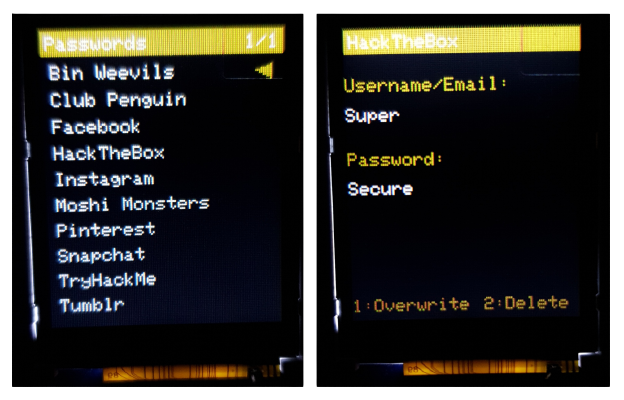 Passwords 1/1
Bin Weevils
Club Penguin
Facebook
HackTheBox
Instagram
Moshi Monsters
Pinterest
Snapchat
TryHackMe
Tumblr
HackTheBox
Username/Email:
Super
Password:
Secure
1:Overwrite 2:Delete